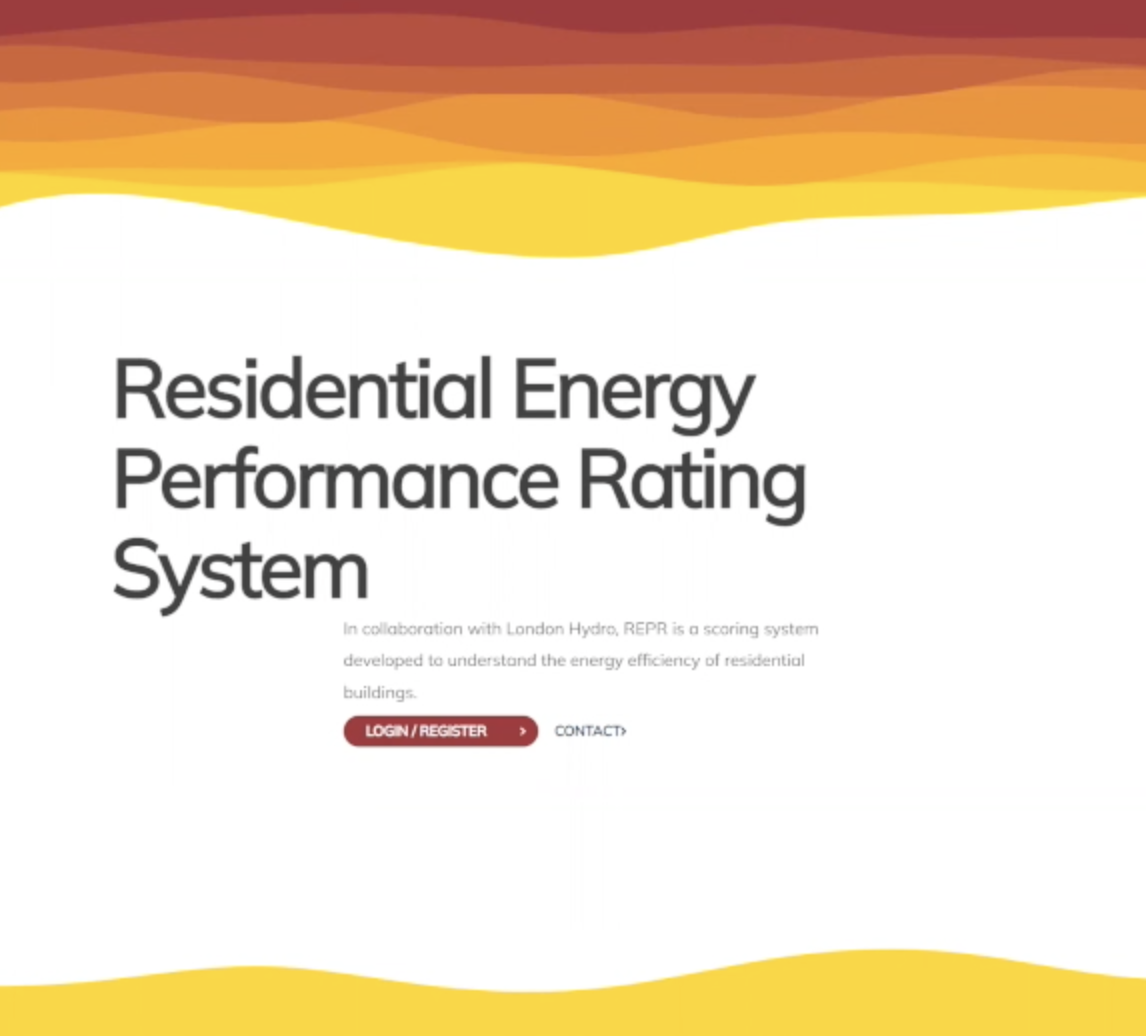 Residential Energy
Performance Rating
System
In collaboration with London Hydro, REPR is a scoring system
developed to understand the energy efficiency of residential
buildings.
LOGIN / REGISTER >
CONTACT>